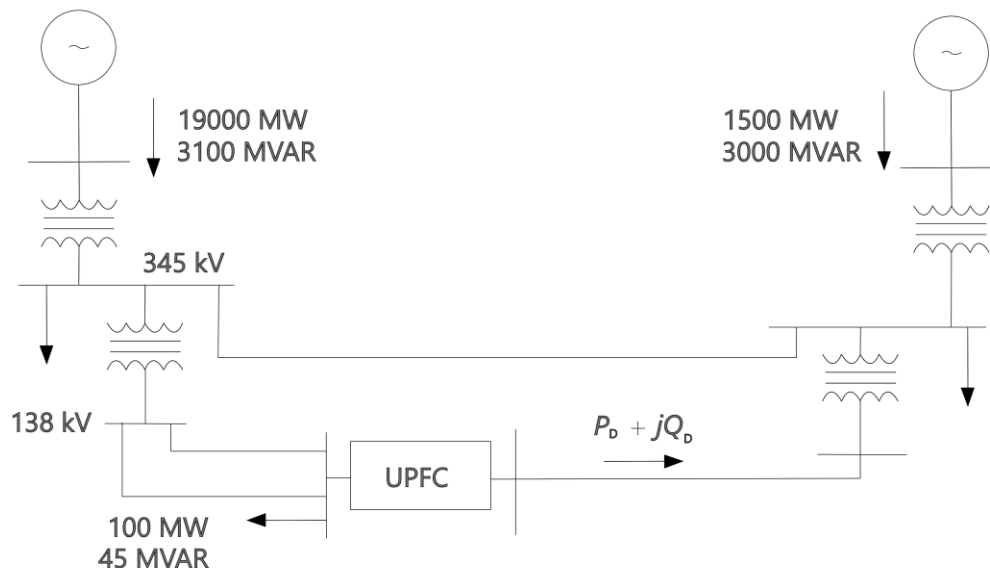 19000 MW
3100 MVAR
1500 MW
3000 MVAR
345 kV
138 kV
P_D + jQ_D
UPFC
100 MW
45 MVAR